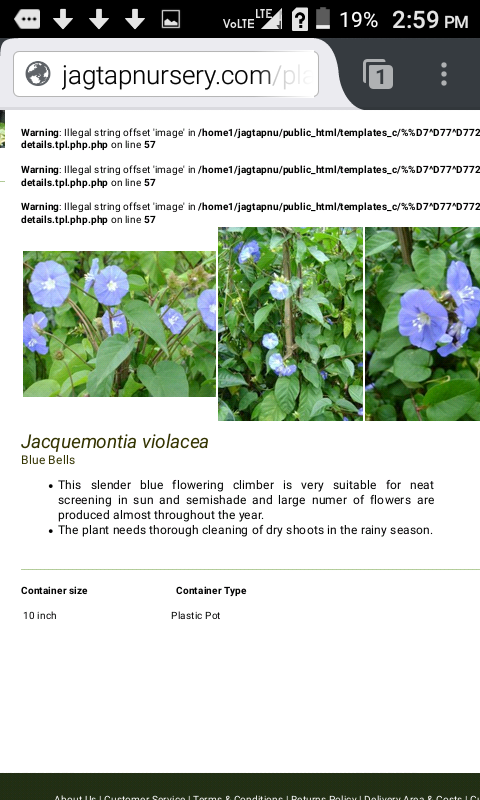 VoLTE LTE 19% 2:59 PM
jagtapnursery.com/pla
1
Warning: Illegal string offset 'image' in /home1/jagtapnu/public_html/templates_c/%%D7^D77^D772
details.tpl.php.php on line 57
Warning: Illegal string offset 'image' in /home1/jagtapnu/public_html/templates_c/%%D7^D77^D772
details.tpl.php.php on line 57
Warning: Illegal string offset 'image' in /home1/jagtapnu/public_html/templates_c/%%D7^D77^D772
details.tpl.php.php on line 57
Jacquemontia violacea
Blue Bells
• This slender blue flowering climber is very suitable for neat
screening in sun and semishade and large numer of flowers are
produced almost throughout the year.
• The plant needs thorough cleaning of dry shoots in the rainy season.
Container size Container Type
10 inch Plastic Pot
About Us | Customer Service | Terms & Conditions | Returns Policy | Delivery Area & Costs |